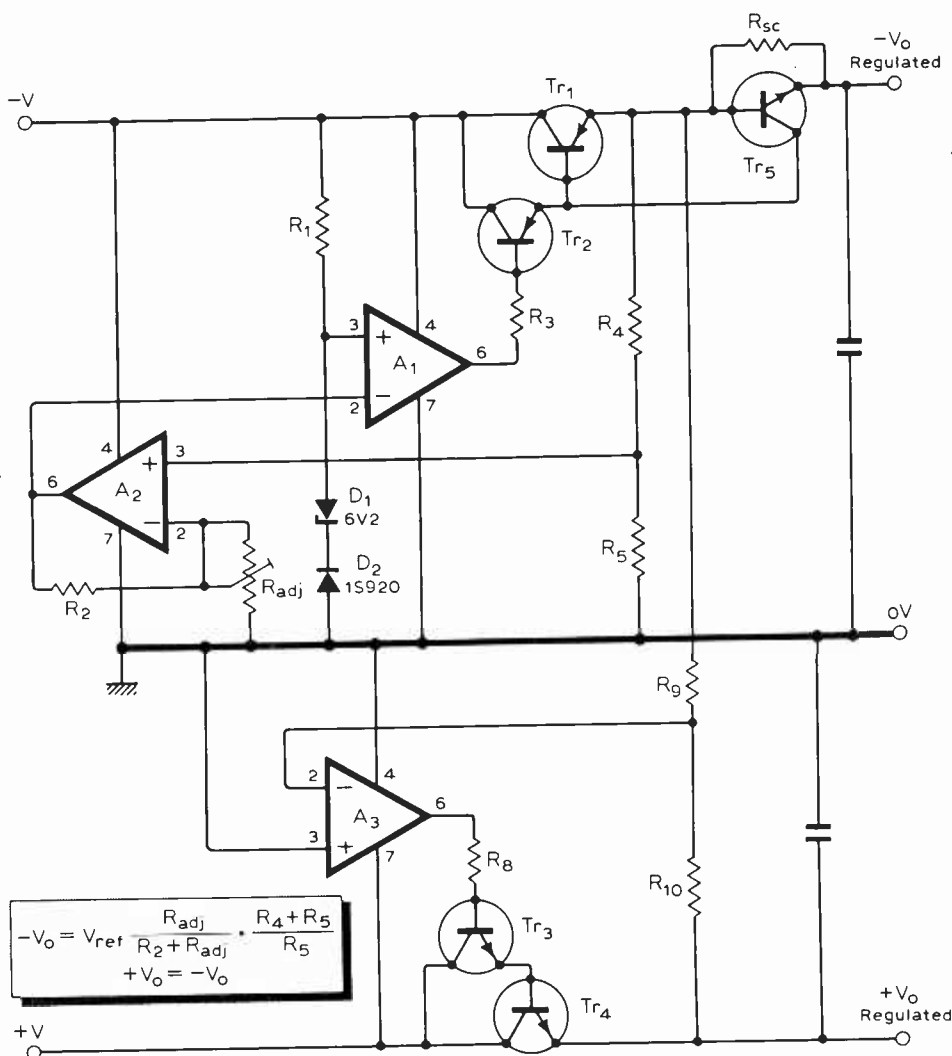 Rsc
−Vo
Regulated
−V
Tr1
Tr5
Tr2
R1
R3
R4
3
+
A1
4
6
2
−
7
4
3
+
6
A2
−
7
2
D1
6V2
D2
1S920
R5
R2
Radj
0V
R9
2
−
4
A3
6
3
+
7
R8
R10
Tr3
Tr4
−Vo = Vref Radj / R2 + Radj · R4 + R5 / R5
+Vo = −Vo
+V
+Vo
Regulated